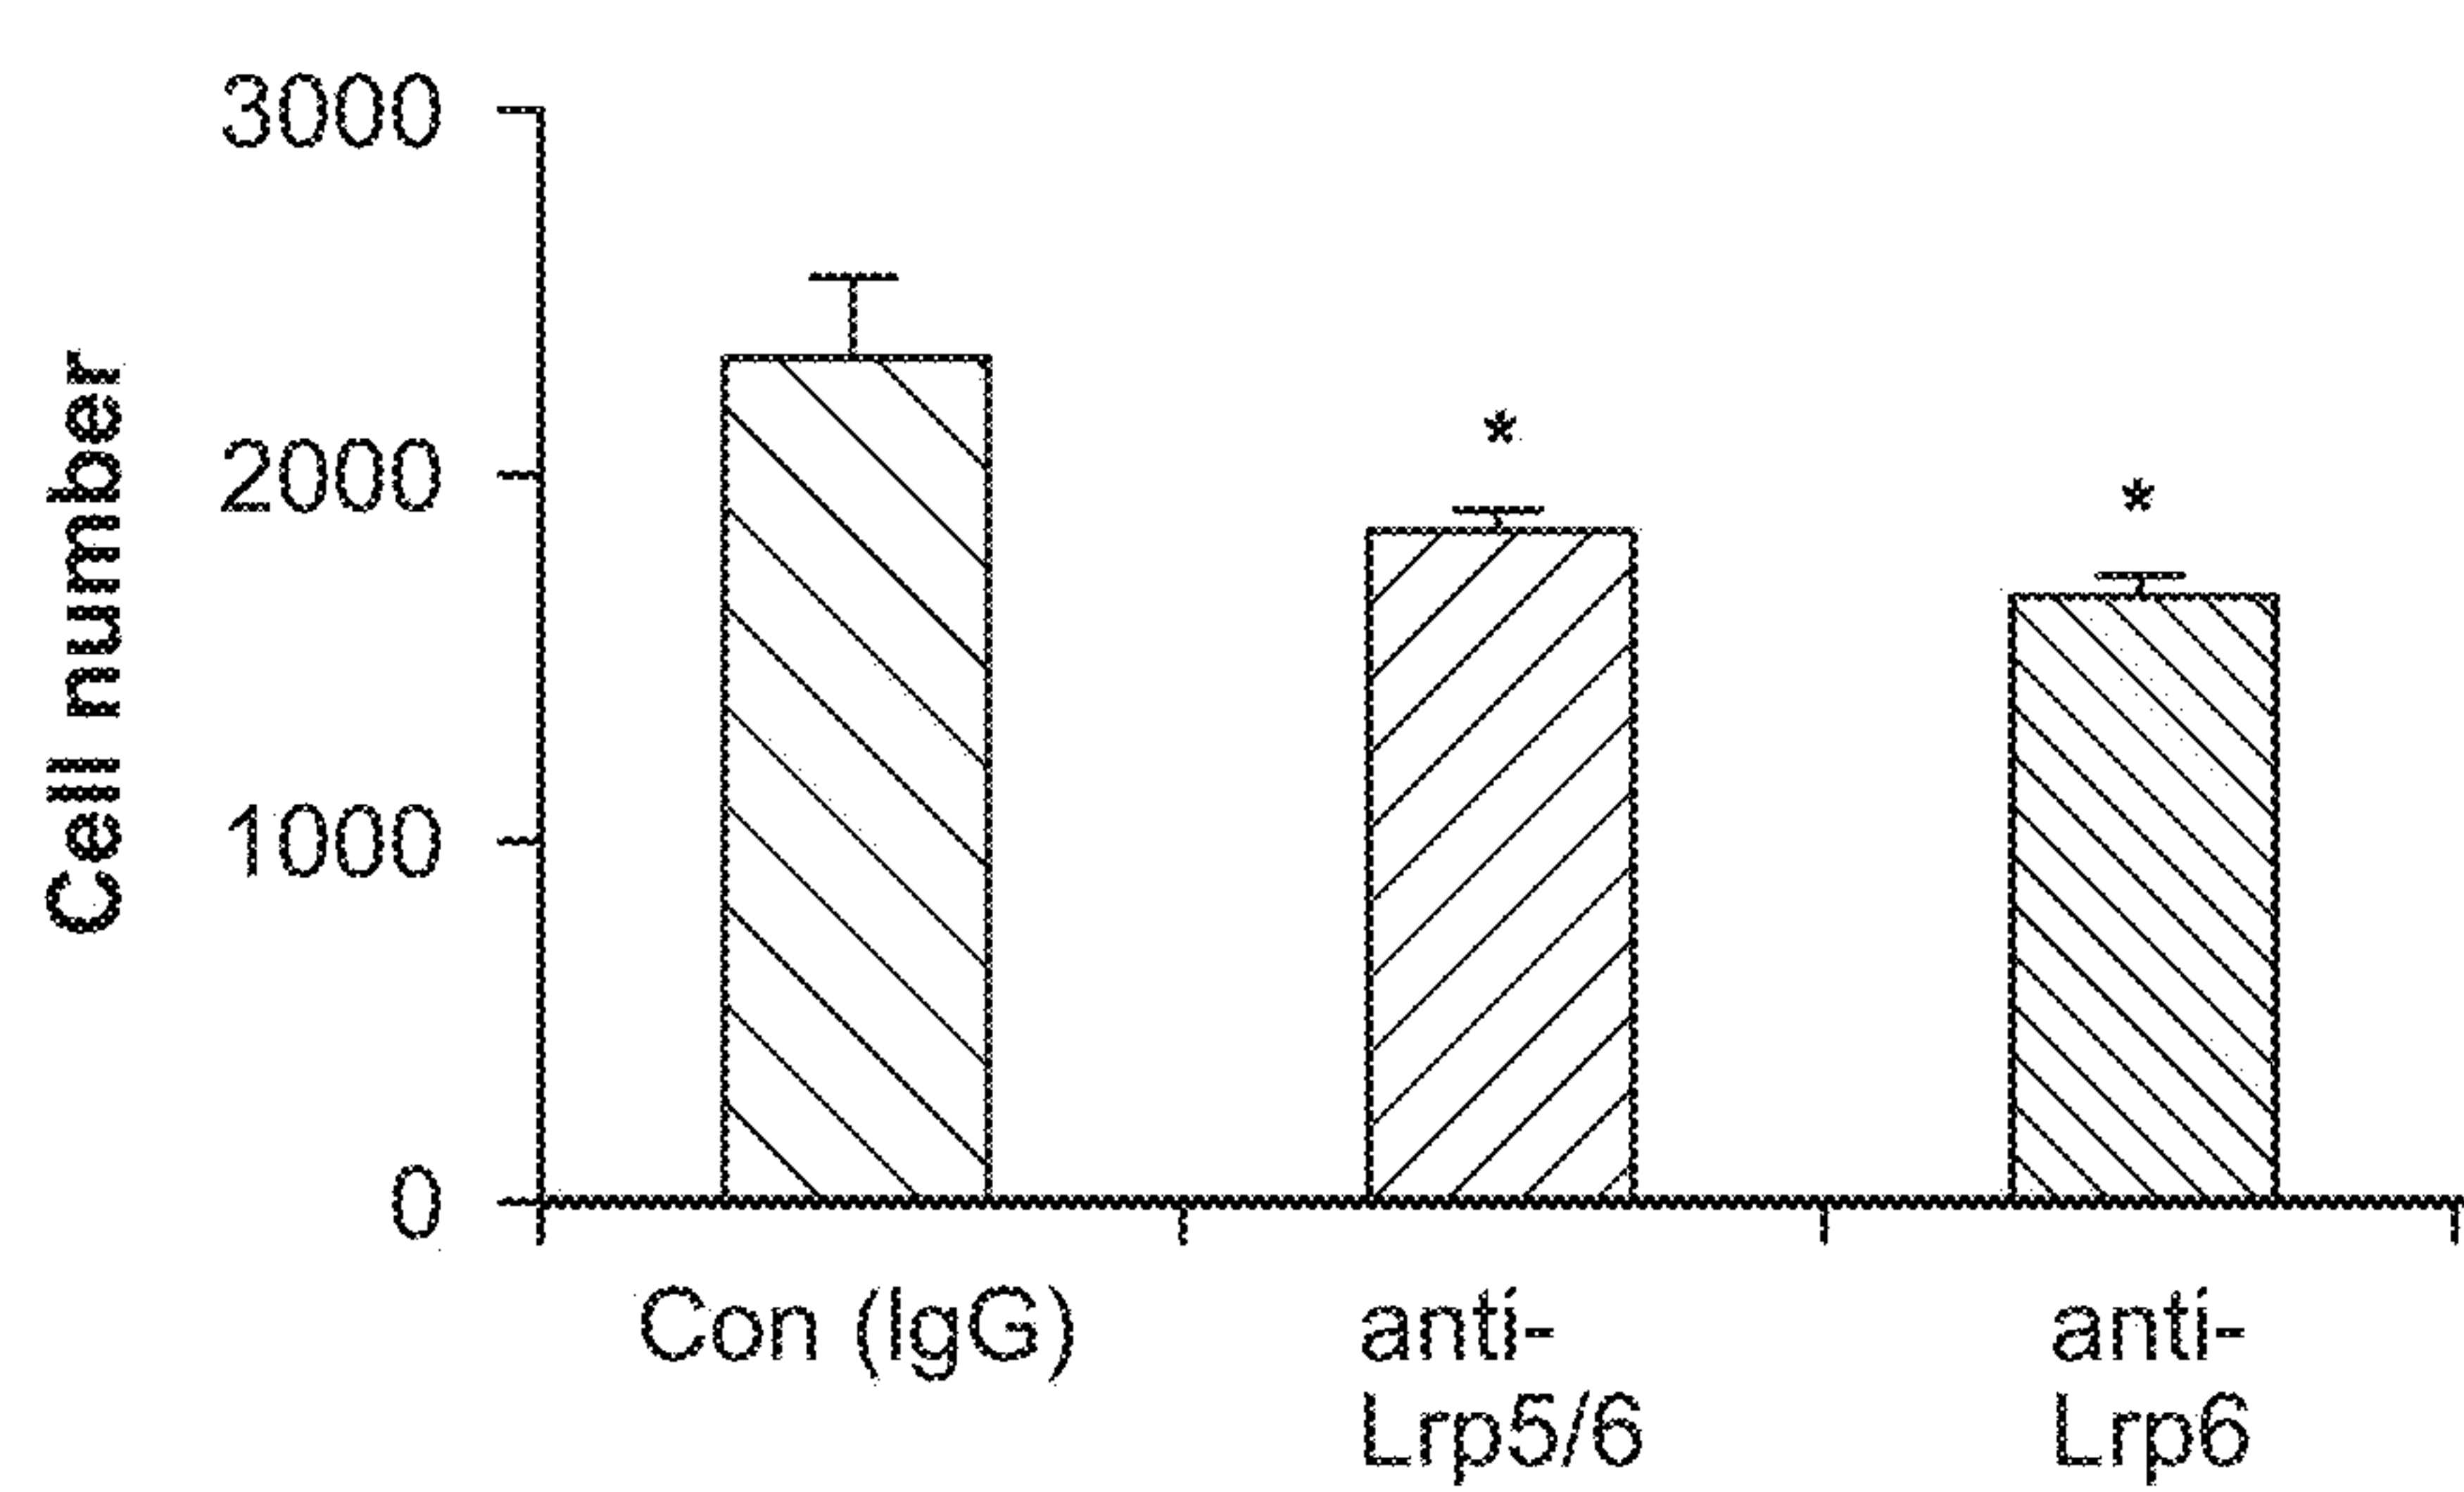 3000
2000
1000
0
Cell number
*
*
Con (IgG)
anti-
Lrp5/6
anti-
Lrp6